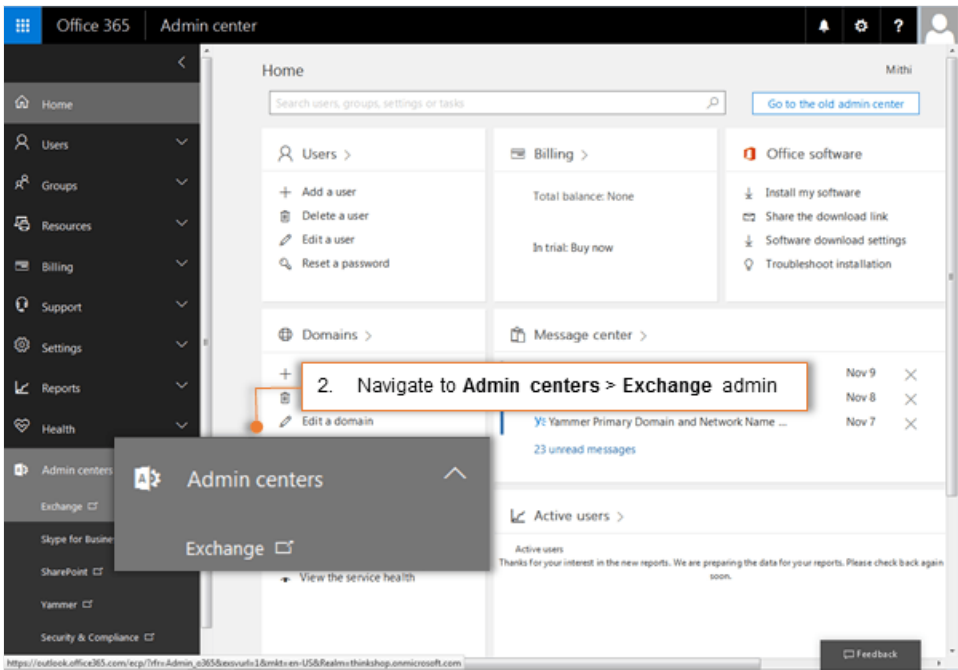 Office 365
Admin center
Home
Users
Groups
Resources
Billing
Support
Settings
Reports
Health
Admin centers
Exchange
Skype for Busine
SharePoint
Yammer
Security & Compliance
Home
Mithi
Search users, groups, settings or tasks
Go to the old admin center
Users >
Add a user
Delete a user
Edit a user
Reset a password
Billing >
Total balance: None
In trial: Buy now
Office software
Install my software
Share the download link
Software download settings
Troubleshoot installation
Domains >
Edit a domain
Message center >
Nov 9
Nov 8
Yammer Primary Domain and Network Name ... Nov 7
23 unread messages
2. Navigate to Admin centers > Exchange admin
Admin centers
Exchange
View the service health
Active users >
Active users
Thanks for your interest in the new reports. We are preparing the data for your reports. Please check back again
soon.
Feedback
https://outlook.office365.com/ecp/?rfr=Admin_o365&exsvurl=1&mkt=en-US&Realm=thinkshop.onmicrosoft.com